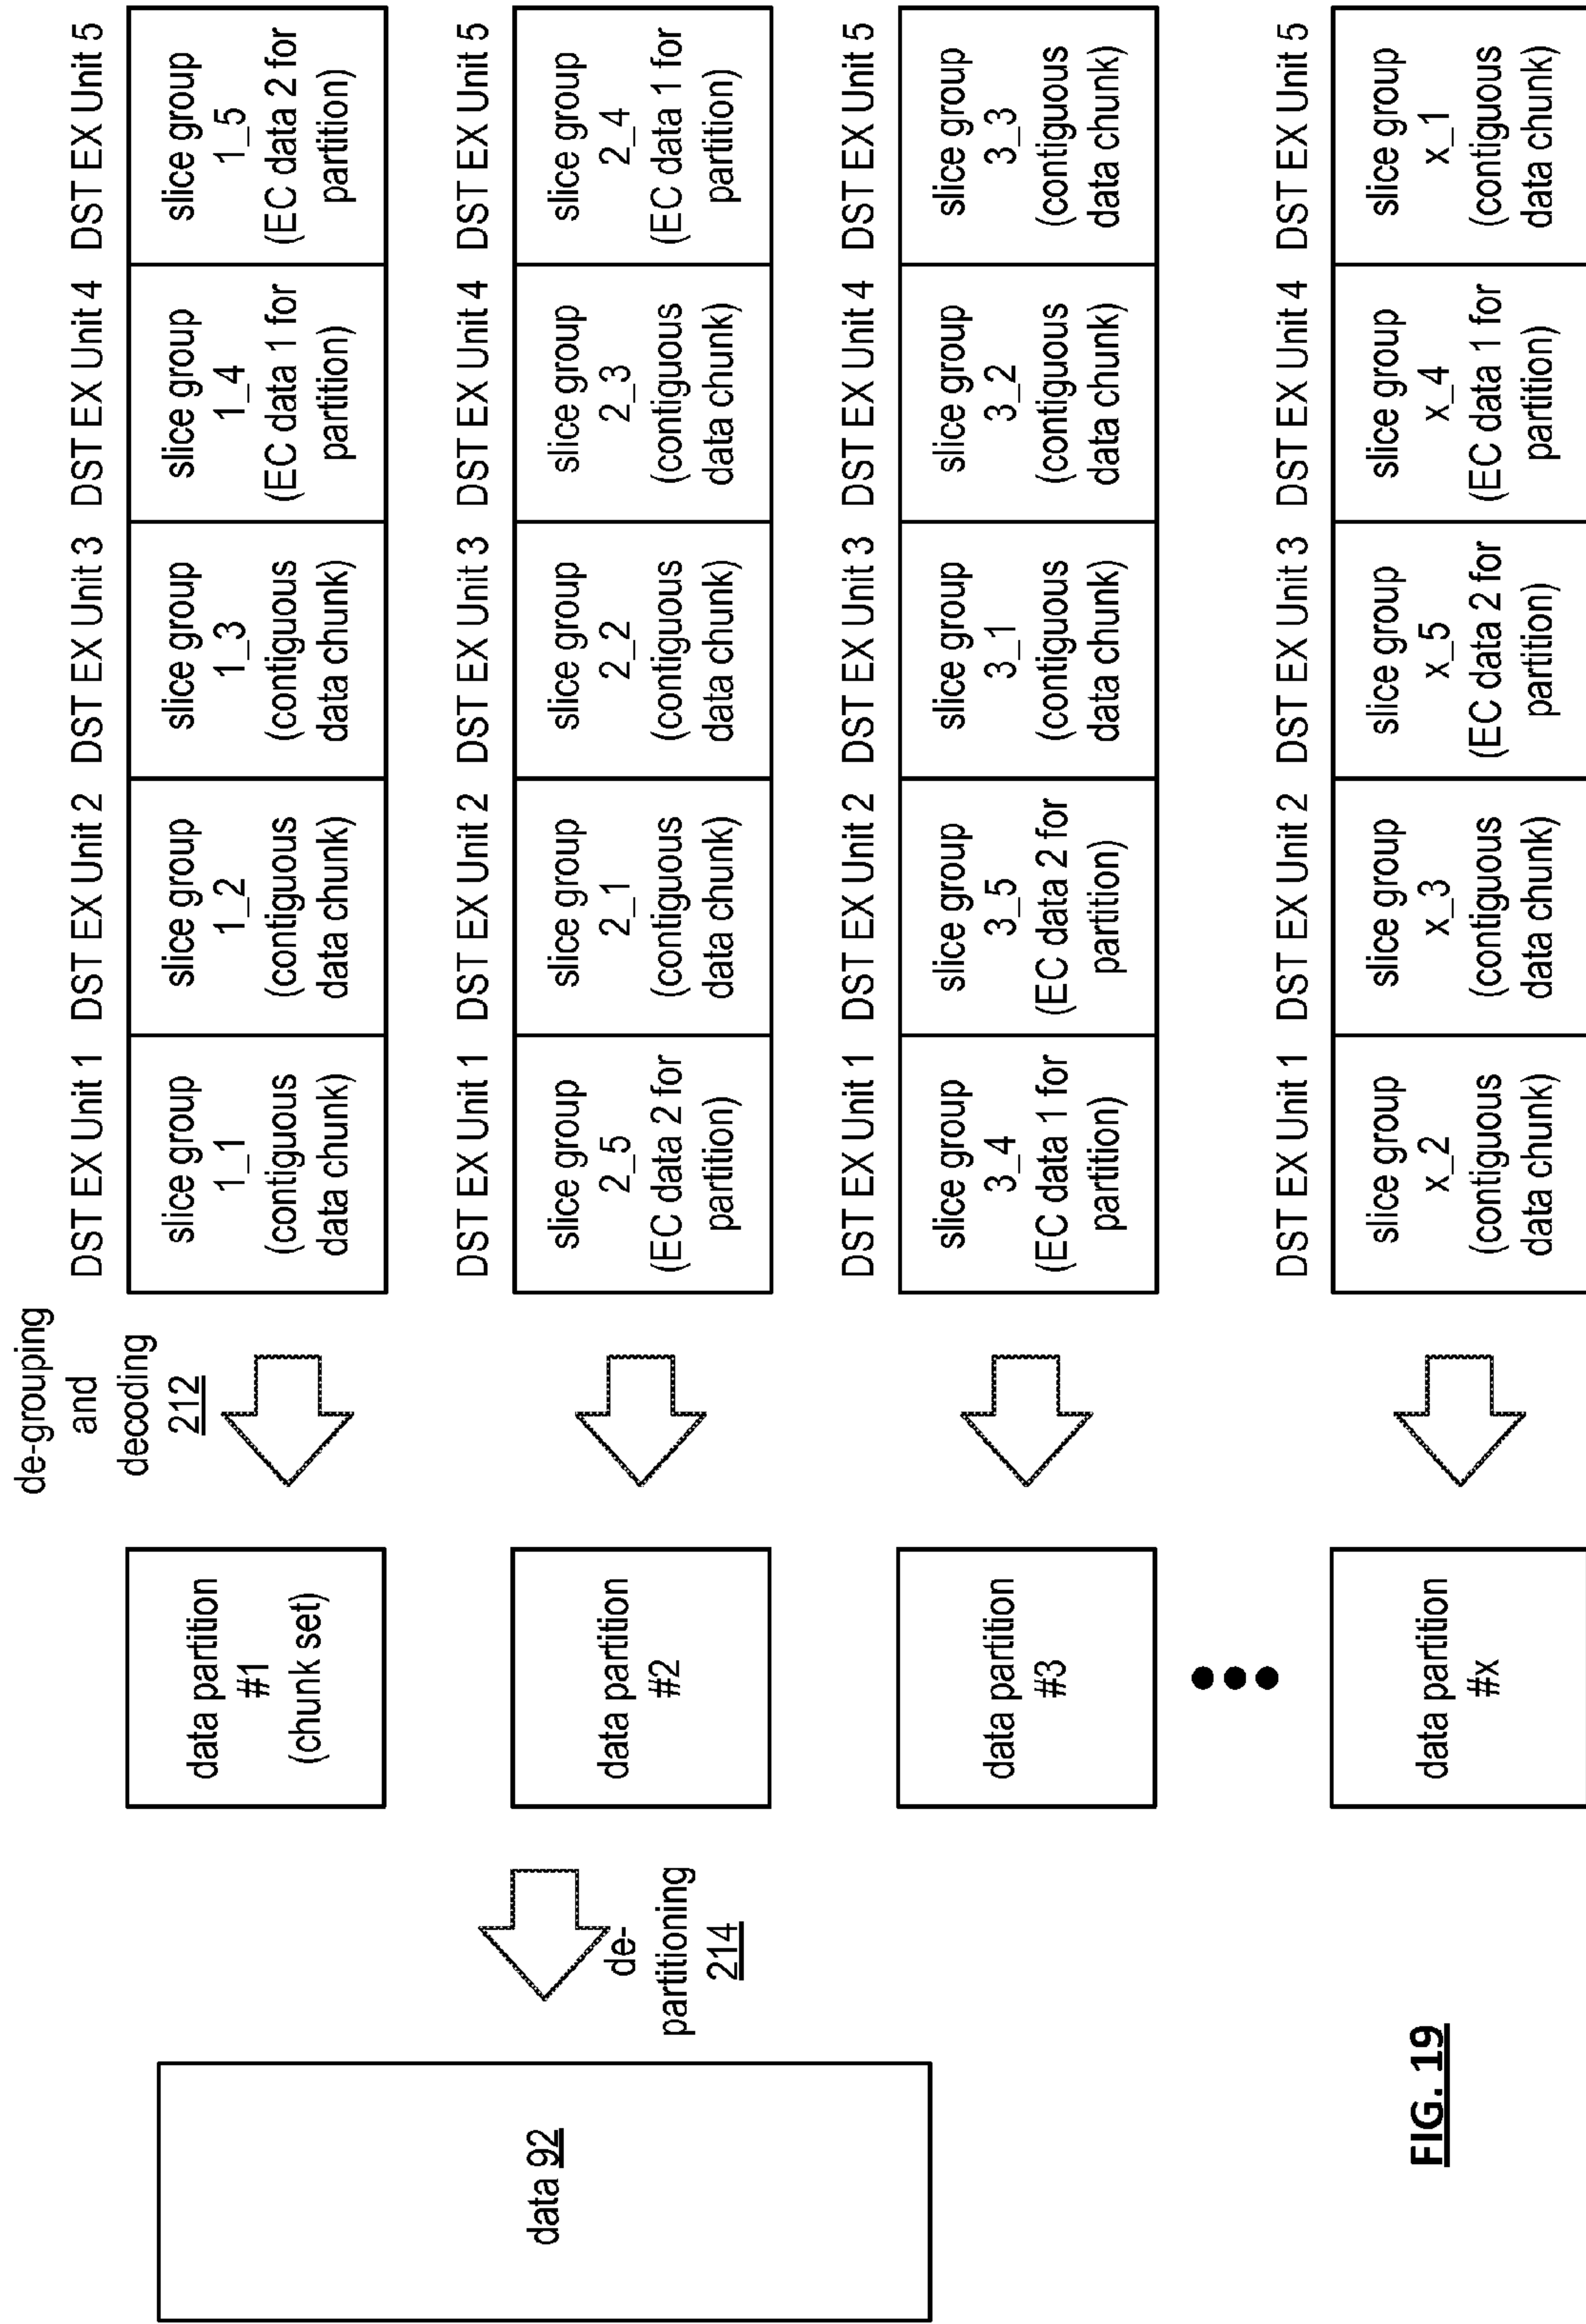 data 92
de-
partitioning
214
data partition
#1
(chunk set)
data partition
#2
data partition
#3
data partition
#x
de-grouping
and
decoding
212
DST EX Unit 1 DST EX Unit 2 DST EX Unit 3 DST EX Unit 4 DST EX Unit 5
slice group
1_1
(contiguous
data chunk)
slice group
1_2
(contiguous
data chunk)
slice group
1_3
(contiguous
data chunk)
slice group
1_4
(EC data 1 for
partition)
slice group
1_5
(EC data 2 for
partition)
DST EX Unit 1 DST EX Unit 2 DST EX Unit 3 DST EX Unit 4 DST EX Unit 5
slice group
2_5
(EC data 2 for
partition)
slice group
2_1
(contiguous
data chunk)
slice group
2_2
(contiguous
data chunk)
slice group
2_3
(contiguous
data chunk)
slice group
2_4
(EC data 1 for
partition)
DST EX Unit 1 DST EX Unit 2 DST EX Unit 3 DST EX Unit 4 DST EX Unit 5
slice group
3_4
(EC data 1 for
partition)
slice group
3_5
(EC data 2 for
partition)
slice group
3_1
(contiguous
data chunk)
slice group
3_2
(contiguous
data chunk)
slice group
3_3
(contiguous
data chunk)
DST EX Unit 1 DST EX Unit 2 DST EX Unit 3 DST EX Unit 4 DST EX Unit 5
slice group
x_2
(contiguous
data chunk)
slice group
x_3
(contiguous
data chunk)
slice group
x_5
(EC data 2 for
partition)
slice group
x_4
(EC data 1 for
partition)
slice group
x_1
(contiguous
data chunk)
FIG. 19